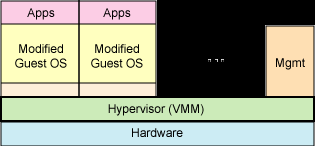 Apps
Apps
Modified
Guest OS
Modified
Guest OS
...
Mgmt
Hypervisor (VMM)
Hardware